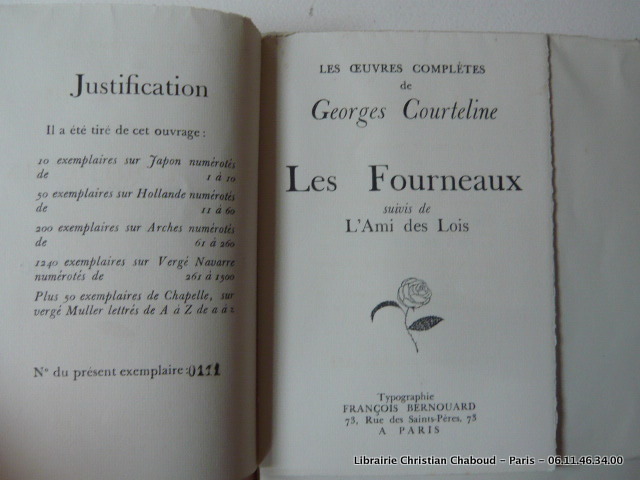 Justification
Il a été tiré de cet ouvrage :
10 exemplaires sur Japon numérotés
de 1 à 10
50 exemplaires sur Hollande numérotés
de 11 à 60
200 exemplaires sur Arches numérotés
de 61 à 260
1240 exemplaires sur Vergé Navarre
numérotés de 261 à 1500
Plus 50 exemplaires de Chapelle, sur
vergé Muller lettrés de A à Z de a à z
N° du présent exemplaire : 0111
LES ŒUVRES COMPLÈTES
de
Georges Courteline
Les Fourneaux
suivis de
L'Ami des Lois
Typographie
FRANÇOIS BERNOUARD
73, Rue des Saints-Pères, 73
A PARIS
Librairie Christian Chaboud - Paris - 06.11.46.34.00